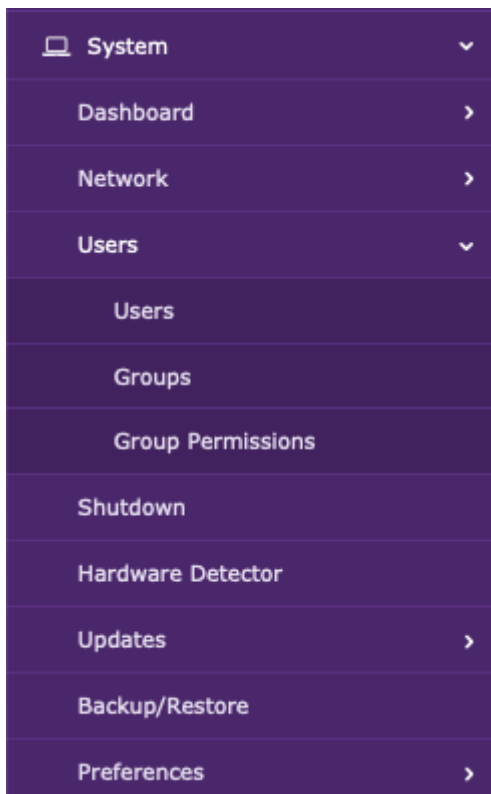 System
Dashboard
Network
Users
Users
Groups
Group Permissions
Shutdown
Hardware Detector
Updates
Backup/Restore
Preferences